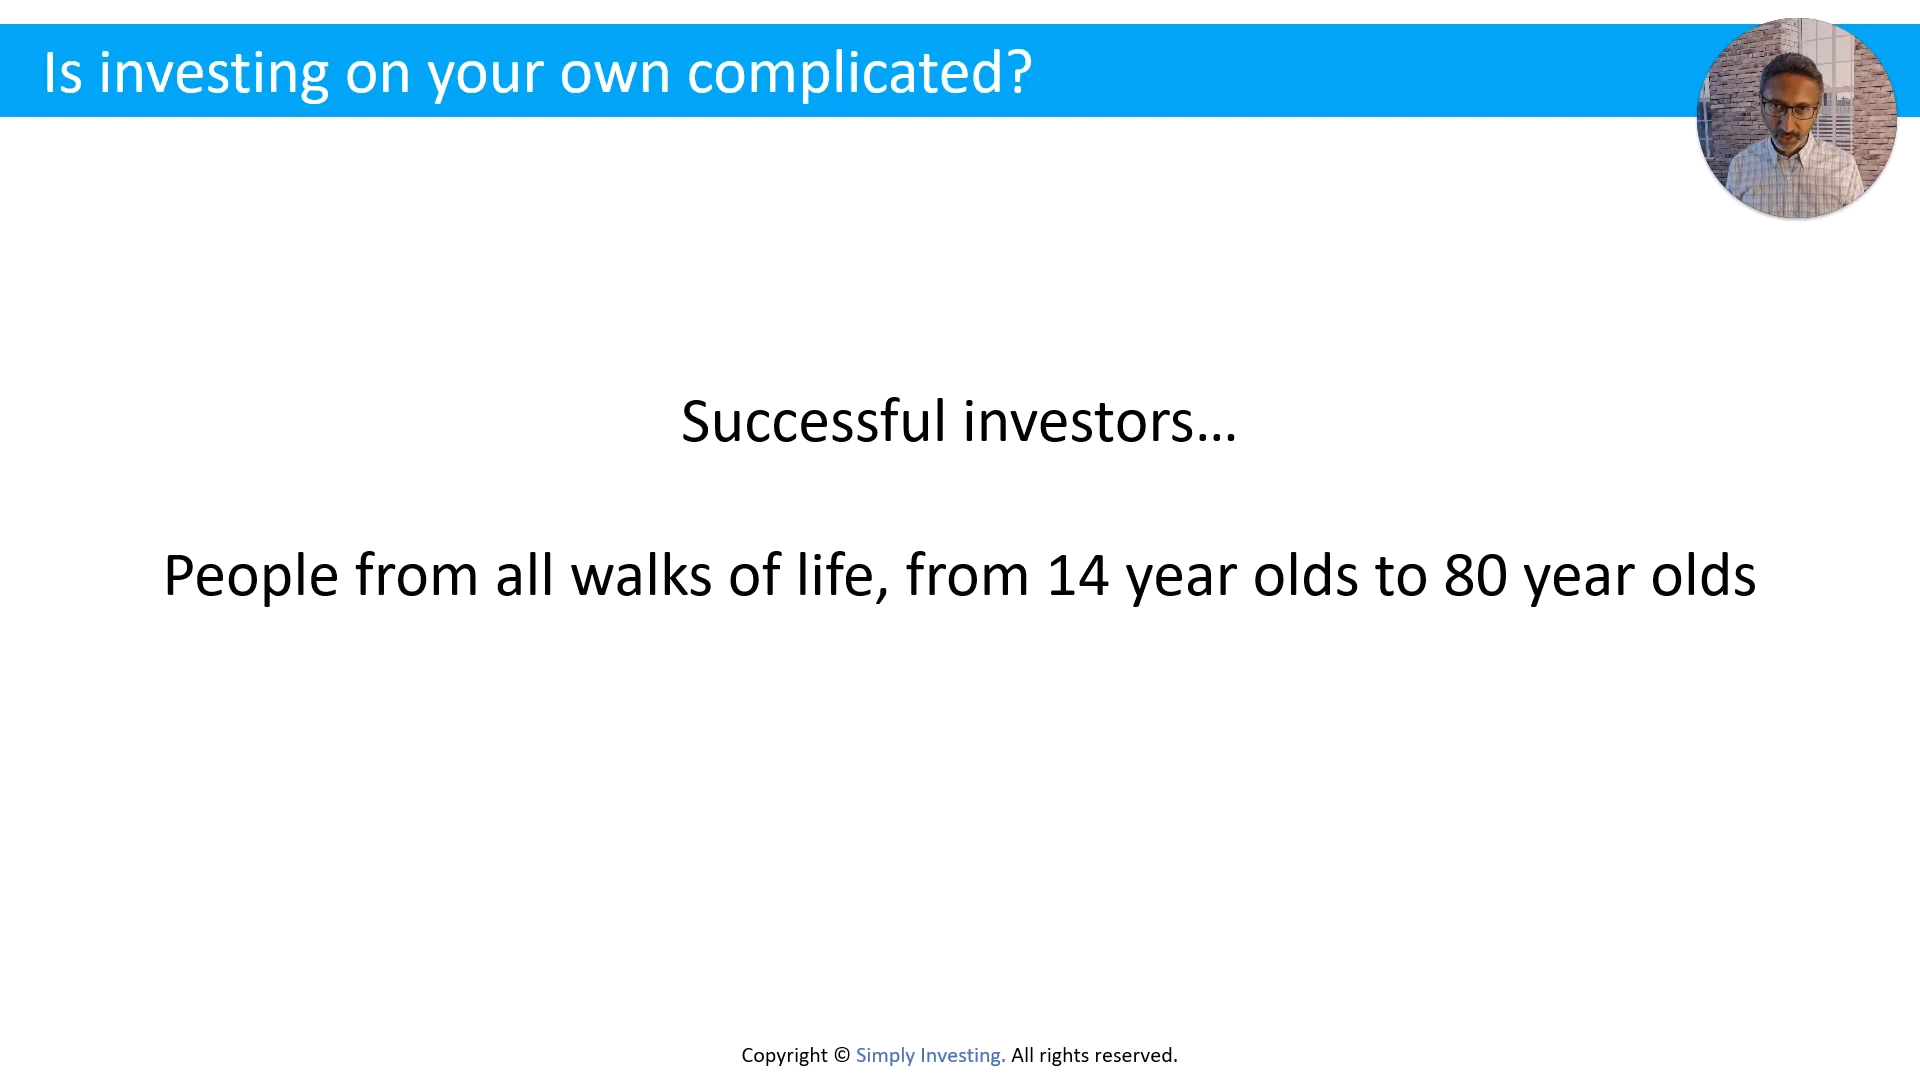 Is investing on your own complicated?
Successful investors...
People from all walks of life, from 14 year olds to 80 year olds
Copyright © Simply Investing. All rights reserved.